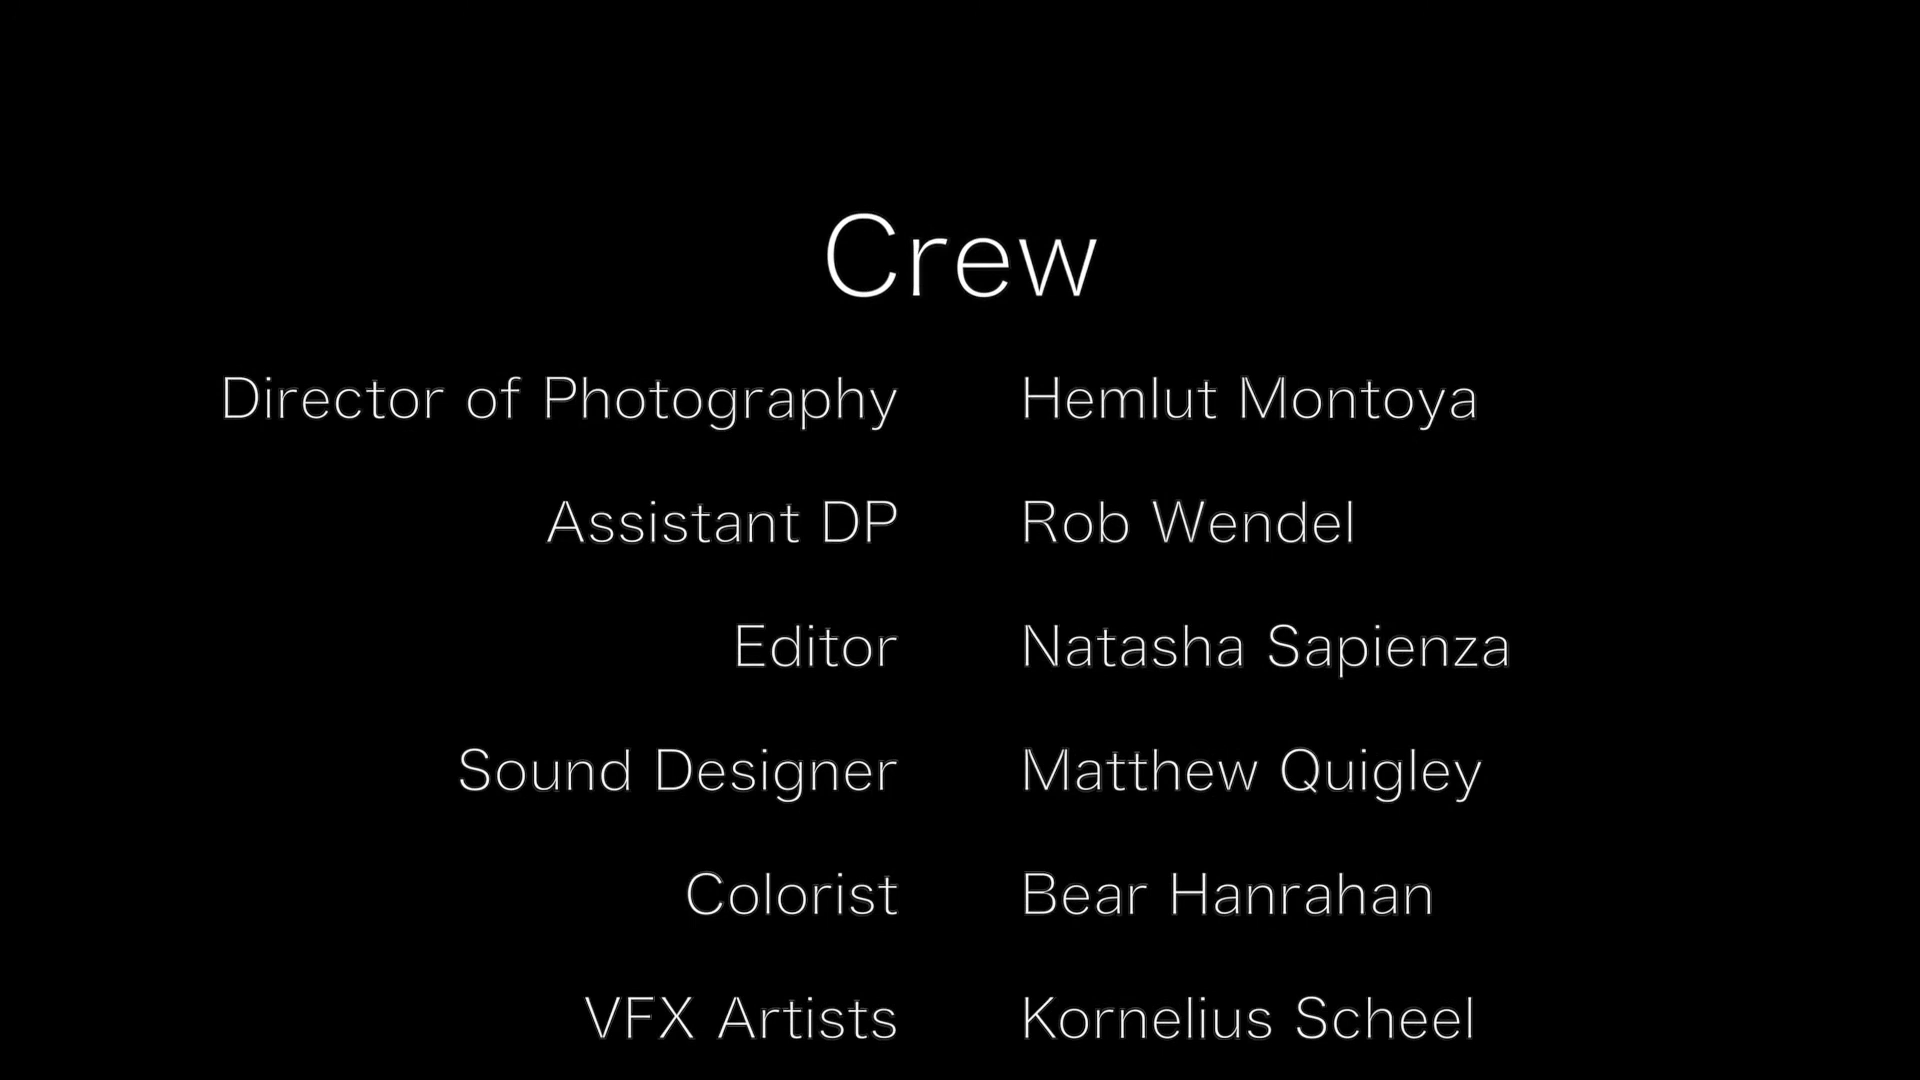 Crew
Director of Photography Hemlut Montoya
Assistant DP Rob Wendel
Editor Natasha Sapienza
Sound Designer Matthew Quigley
Colorist Bear Hanrahan
VFX Artists Kornelius Scheel